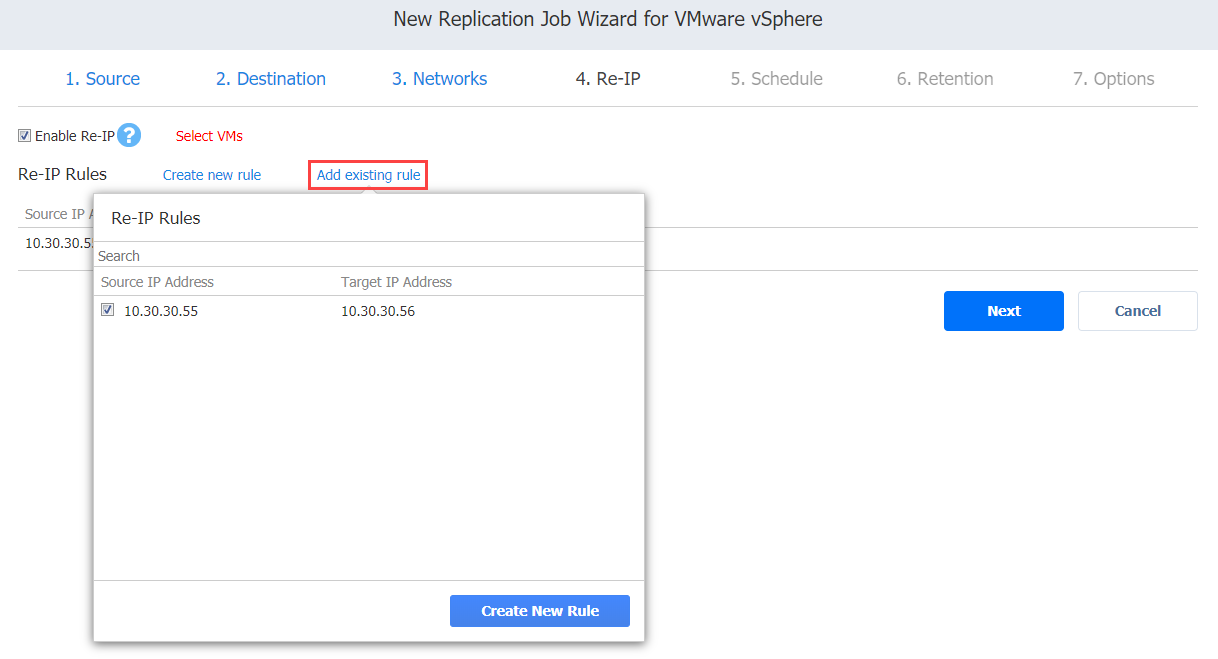 New Replication Job Wizard for VMware vSphere
1. Source 2. Destination 3. Networks 4. Re-IP 5. Schedule 6. Retention 7. Options
Enable Re-IP ? Select VMs
Re-IP Rules Create new rule Add existing rule
Source IP
10.30.30.5
Re-IP Rules
Search
Source IP Address Target IP Address
10.30.30.55 10.30.30.56
Create New Rule
Next Cancel